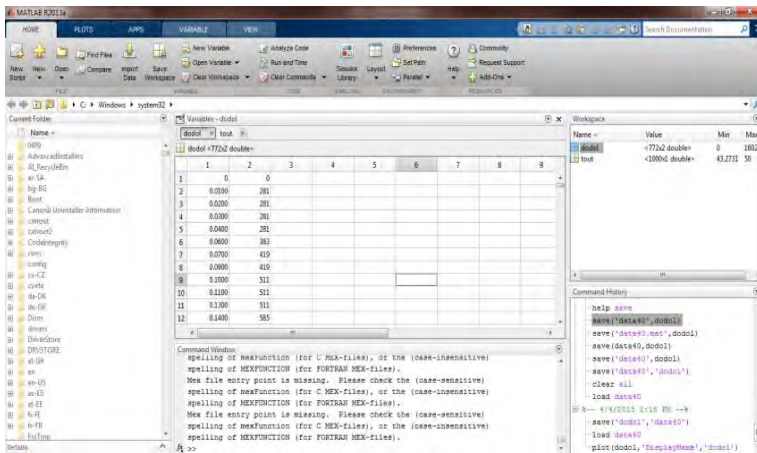 MATLAB R2013a
HOME PLOTS APPS VARIABLE VIEW
Search Documentation
New Script
New
Open
Find Files
Compare
Import Data
Save Workspace
New Variable
Open Variable
Clear Workspace
Analyze Code
Run and Time
Clear Commands
Simulink Library
Layout
Preferences
Set Path
Parallel
Help
Community
Request Support
Add-Ons
FILE VARIABLE CODE SIMULINK ENVIRONMENT RESOURCES
C: Windows system32
Current Folder
Name
0409
AdvancedInstallers
AI_RecycleBin
ar-SA
bg-BG
Boot
catroot
catroot2
CodeIntegrity
com
config
cs-CZ
da-DK
de-DE
Dism
drivers
DriverStore
DRVSTORE
el-GR
en
en-US
es-ES
et-EE
fi-FI
fr-FR
FxsTmp
Details
Variables - dodol
dodol tout
dodol <772x2 double>
1 2 3 4 5 6 7 8 9
1 0 0
2 0.0100 281
3 0.0200 281
4 0.0300 281
5 0.0400 281
6 0.0600 383
7 0.0700 419
8 0.0900 419
9 0.1000 511
10 0.1100 511
11 0.1300 511
12 0.1400 585
Command Window
spelling of mexFunction (for C MEX-files), or the (case-insensitive)
spelling of MEXFUNCTION (for FORTRAN MEX-files).
Mex file entry point is missing. Please check the (case-sensitive)
spelling of mexFunction (for C MEX-files), or the (case-insensitive)
spelling of MEXFUNCTION (for FORTRAN MEX-files).
Mex file entry point is missing. Please check the (case-sensitive)
spelling of mexFunction (for C MEX-files), or the (case-insensitive)
spelling of MEXFUNCTION (for FORTRAN MEX-files).
fx >>
Workspace
Name Value Min Max
dodol <772x2 double> 0 1602
tout <1000x1 double> 43.2731 50
Command History
help save
save('data40',dodol)
save('data40.mat',dodol)
save(data40,dodol)
save('data40',dodol)
save('data40','dodol')
clear all
load data40
%-- 4/4/2015 2:16 PM --%
save('dodol','data40')
load data40
plot(dodol,'DisplayName','dodol')